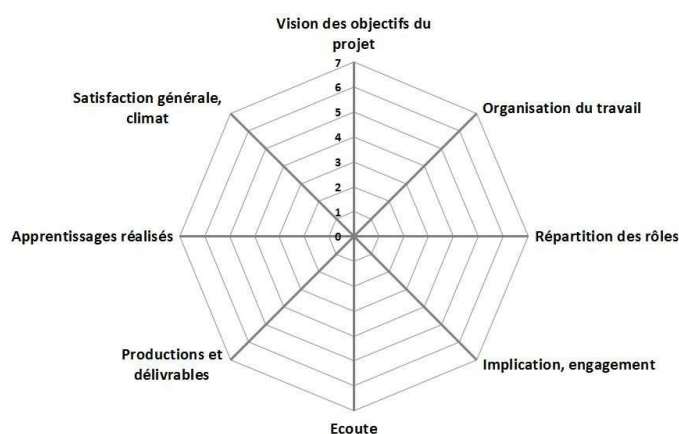 Vision des objectifs du
projet
7
6
5
4
3
2
1
0
Organisation du travail
Répartition des rôles
Implication, engagement
Ecoute
Productions et
délivrables
Apprentissages réalisés
Satisfaction générale,
climat